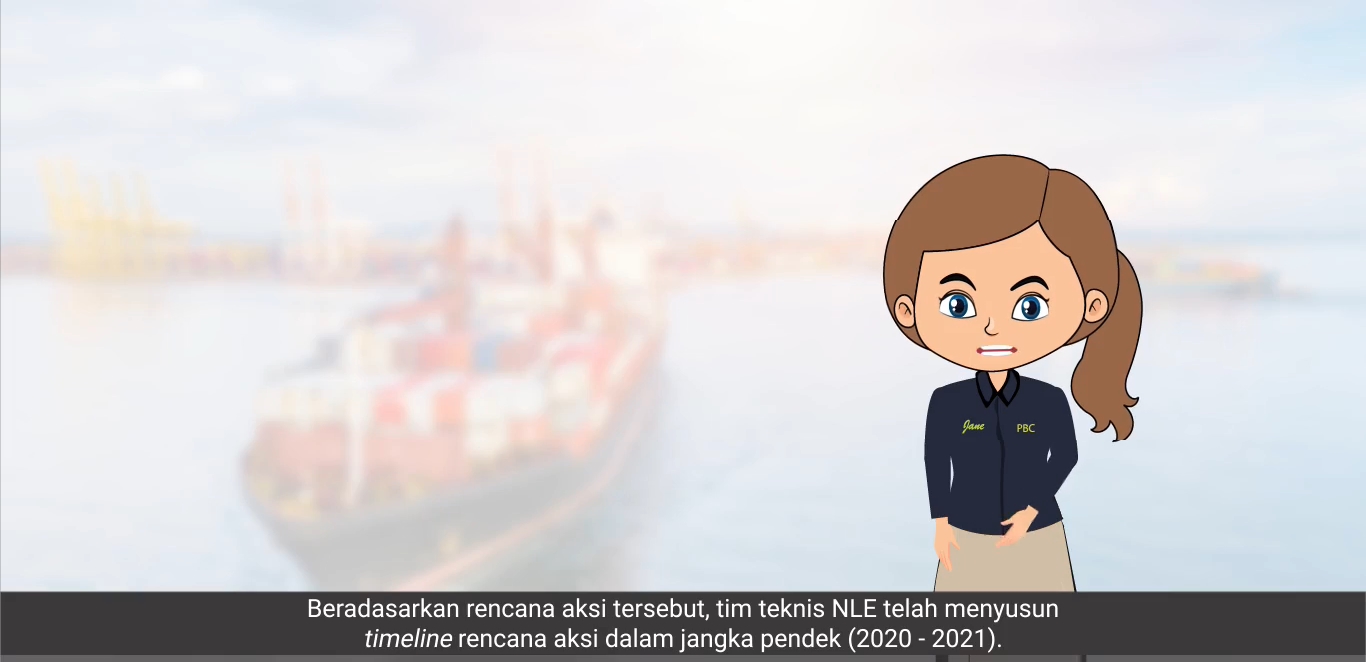 Jane
PBC
Beradasarkan rencana aksi tersebut, tim teknis NLE telah menyusun
timeline rencana aksi dalam jangka pendek (2020 - 2021).